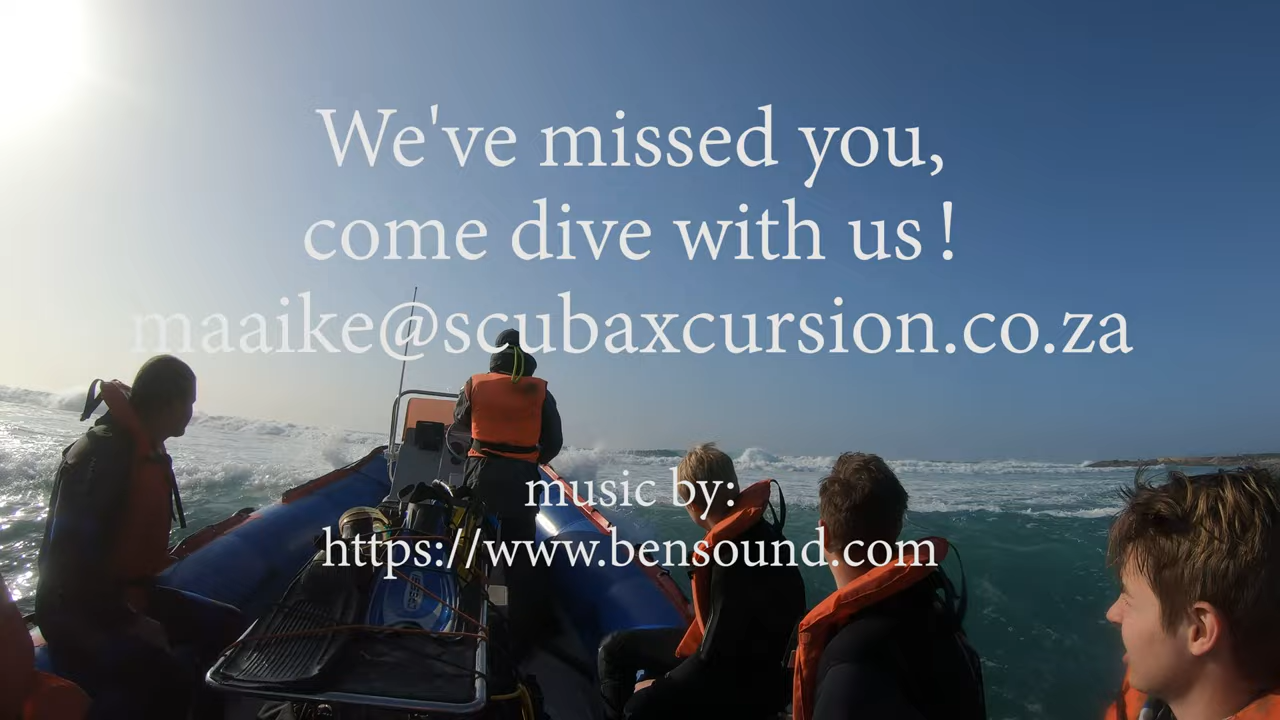 We've missed you,
come dive with us !
maaike@scubaxcursion.co.za
music by:
https://www.bensound.com